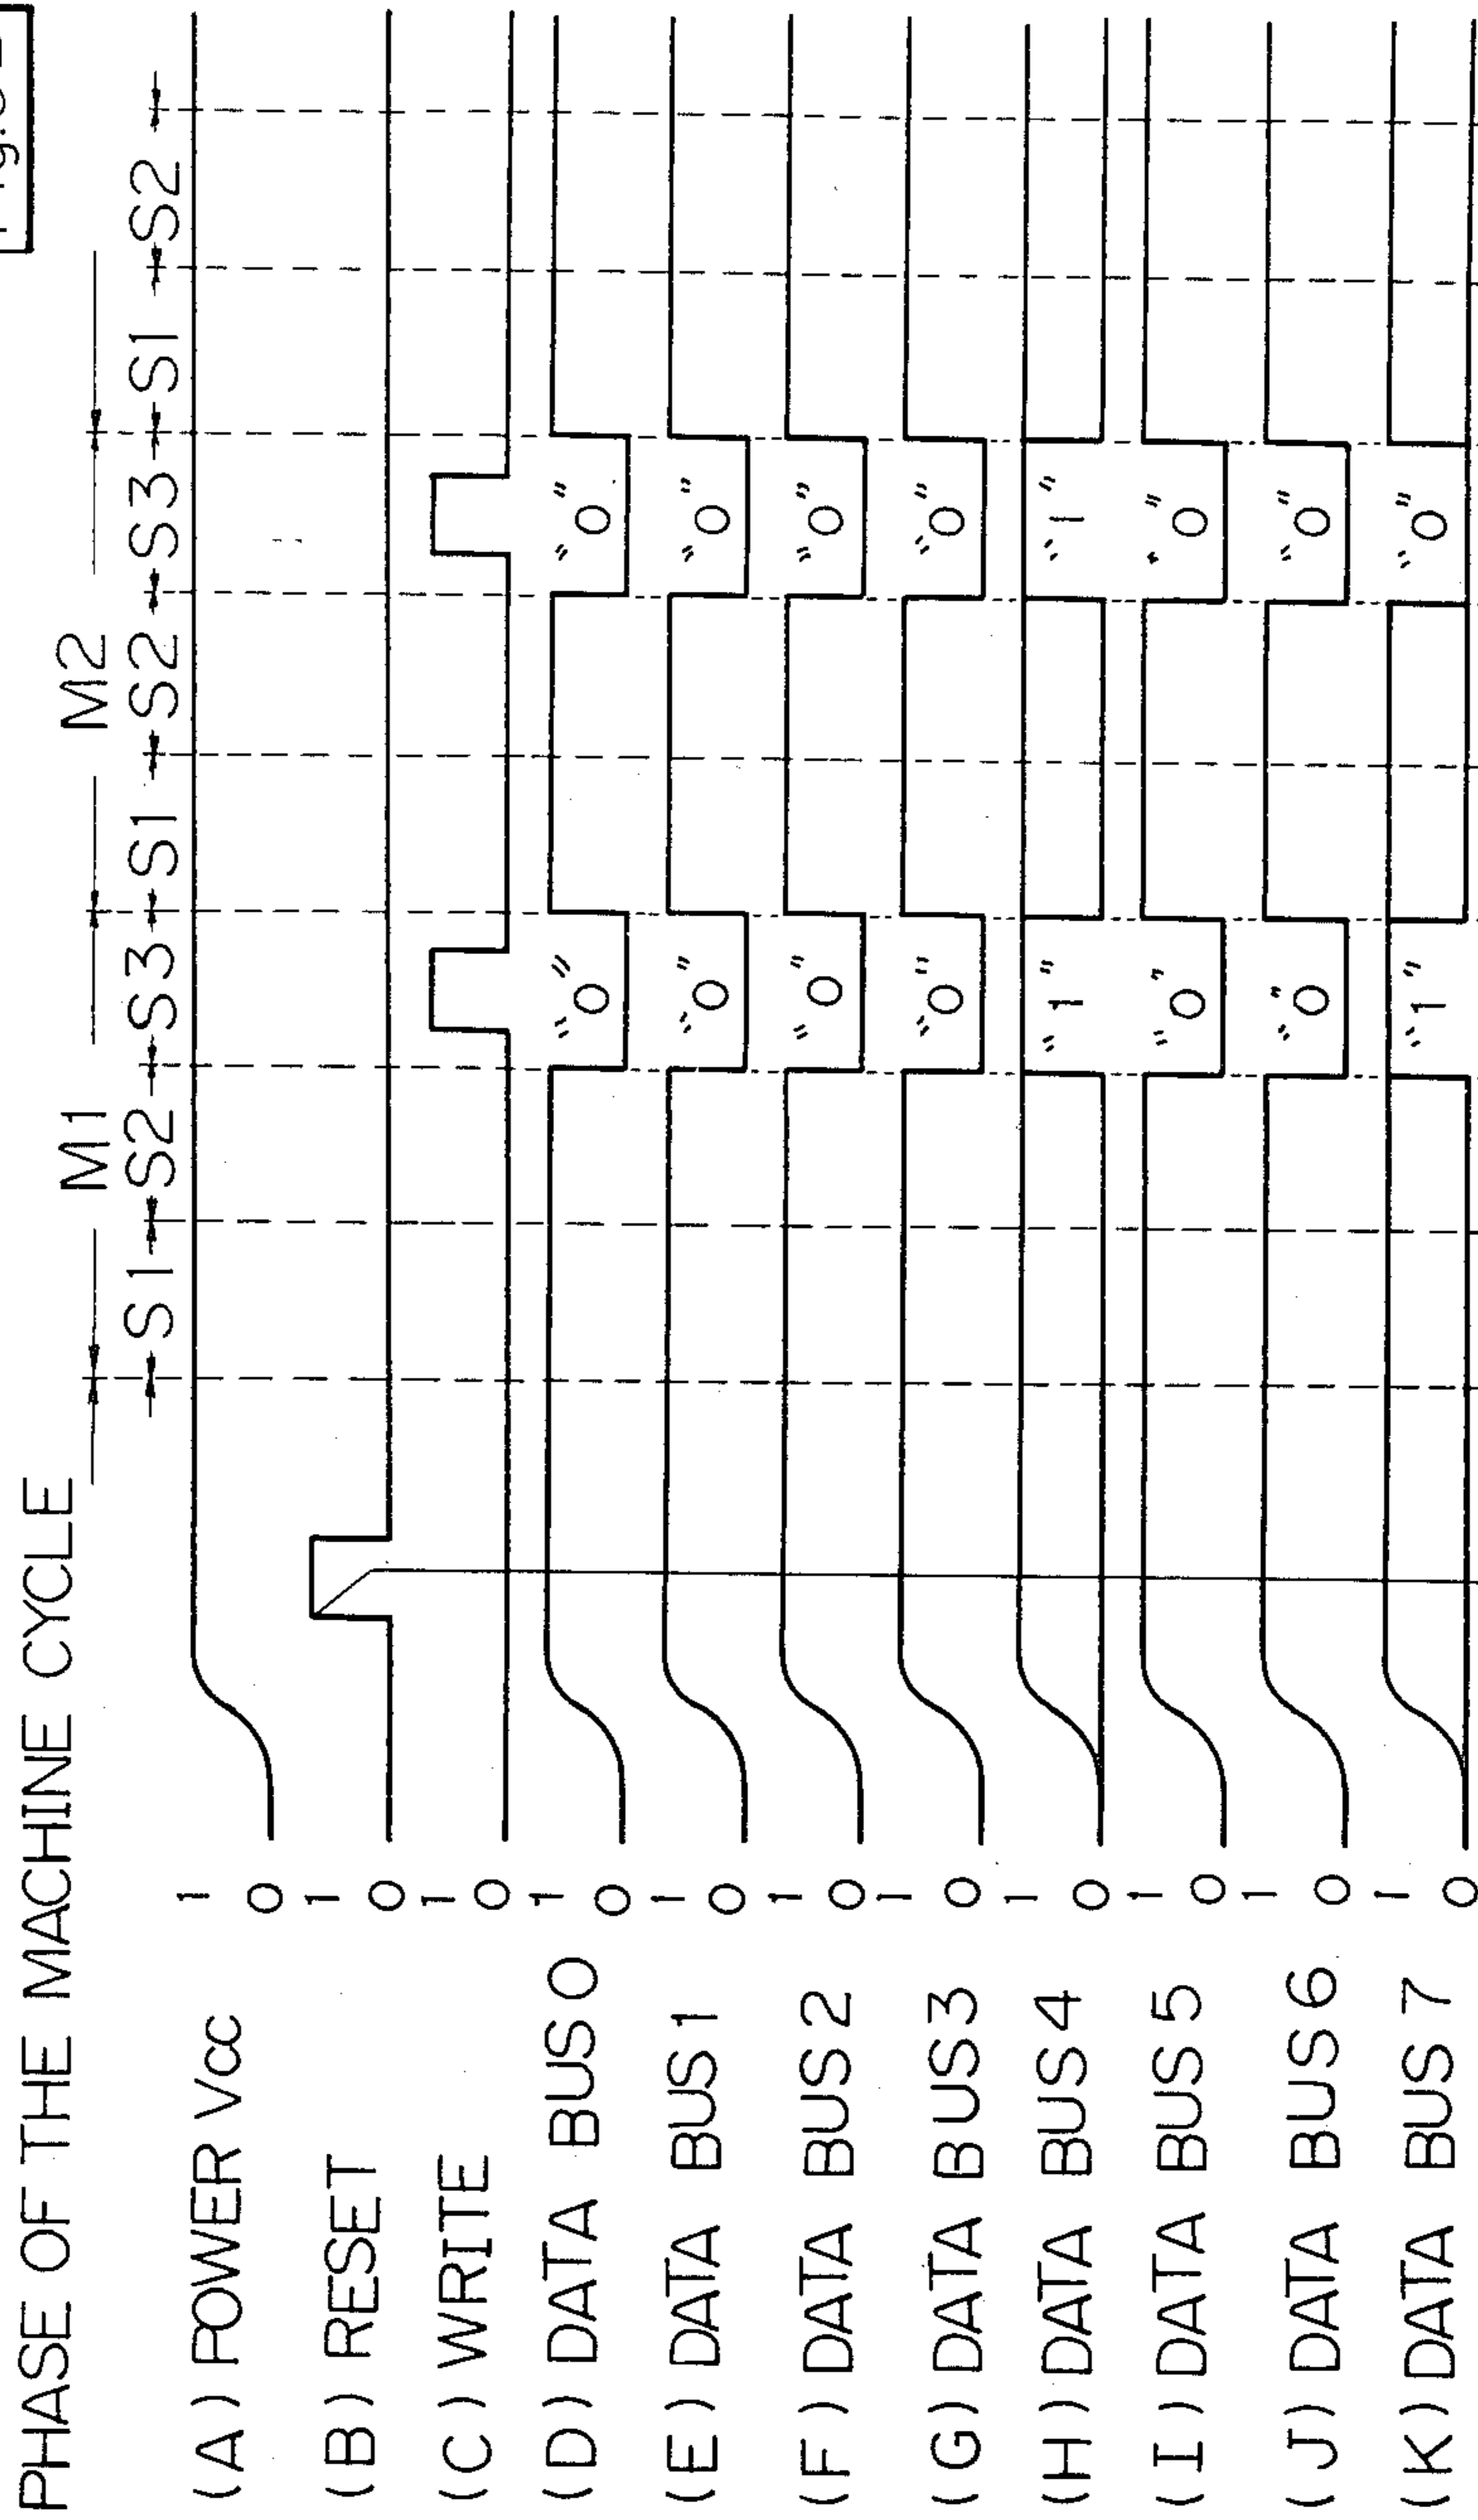 PHASE OF THE MACHINE CYCLE
M1 M2
S1 S2 S3 S1 S2 S3 S1 S2
(A) POWER Vcc 1 0
(B) RESET 1 0
(C) WRITE 1 0
(D) DATA BUS 0 1 0 "0" "0"
(E) DATA BUS 1 1 0 "0" "0"
(F) DATA BUS 2 1 0 "0" "0"
(G) DATA BUS 3 1 0 "0" "0"
(H) DATA BUS 4 1 0 "1" "1"
(I) DATA BUS 5 1 0 "0" "0"
(J) DATA BUS 6 1 0 "0" "0"
(K) DATA BUS 7 1 0 "1" "0"